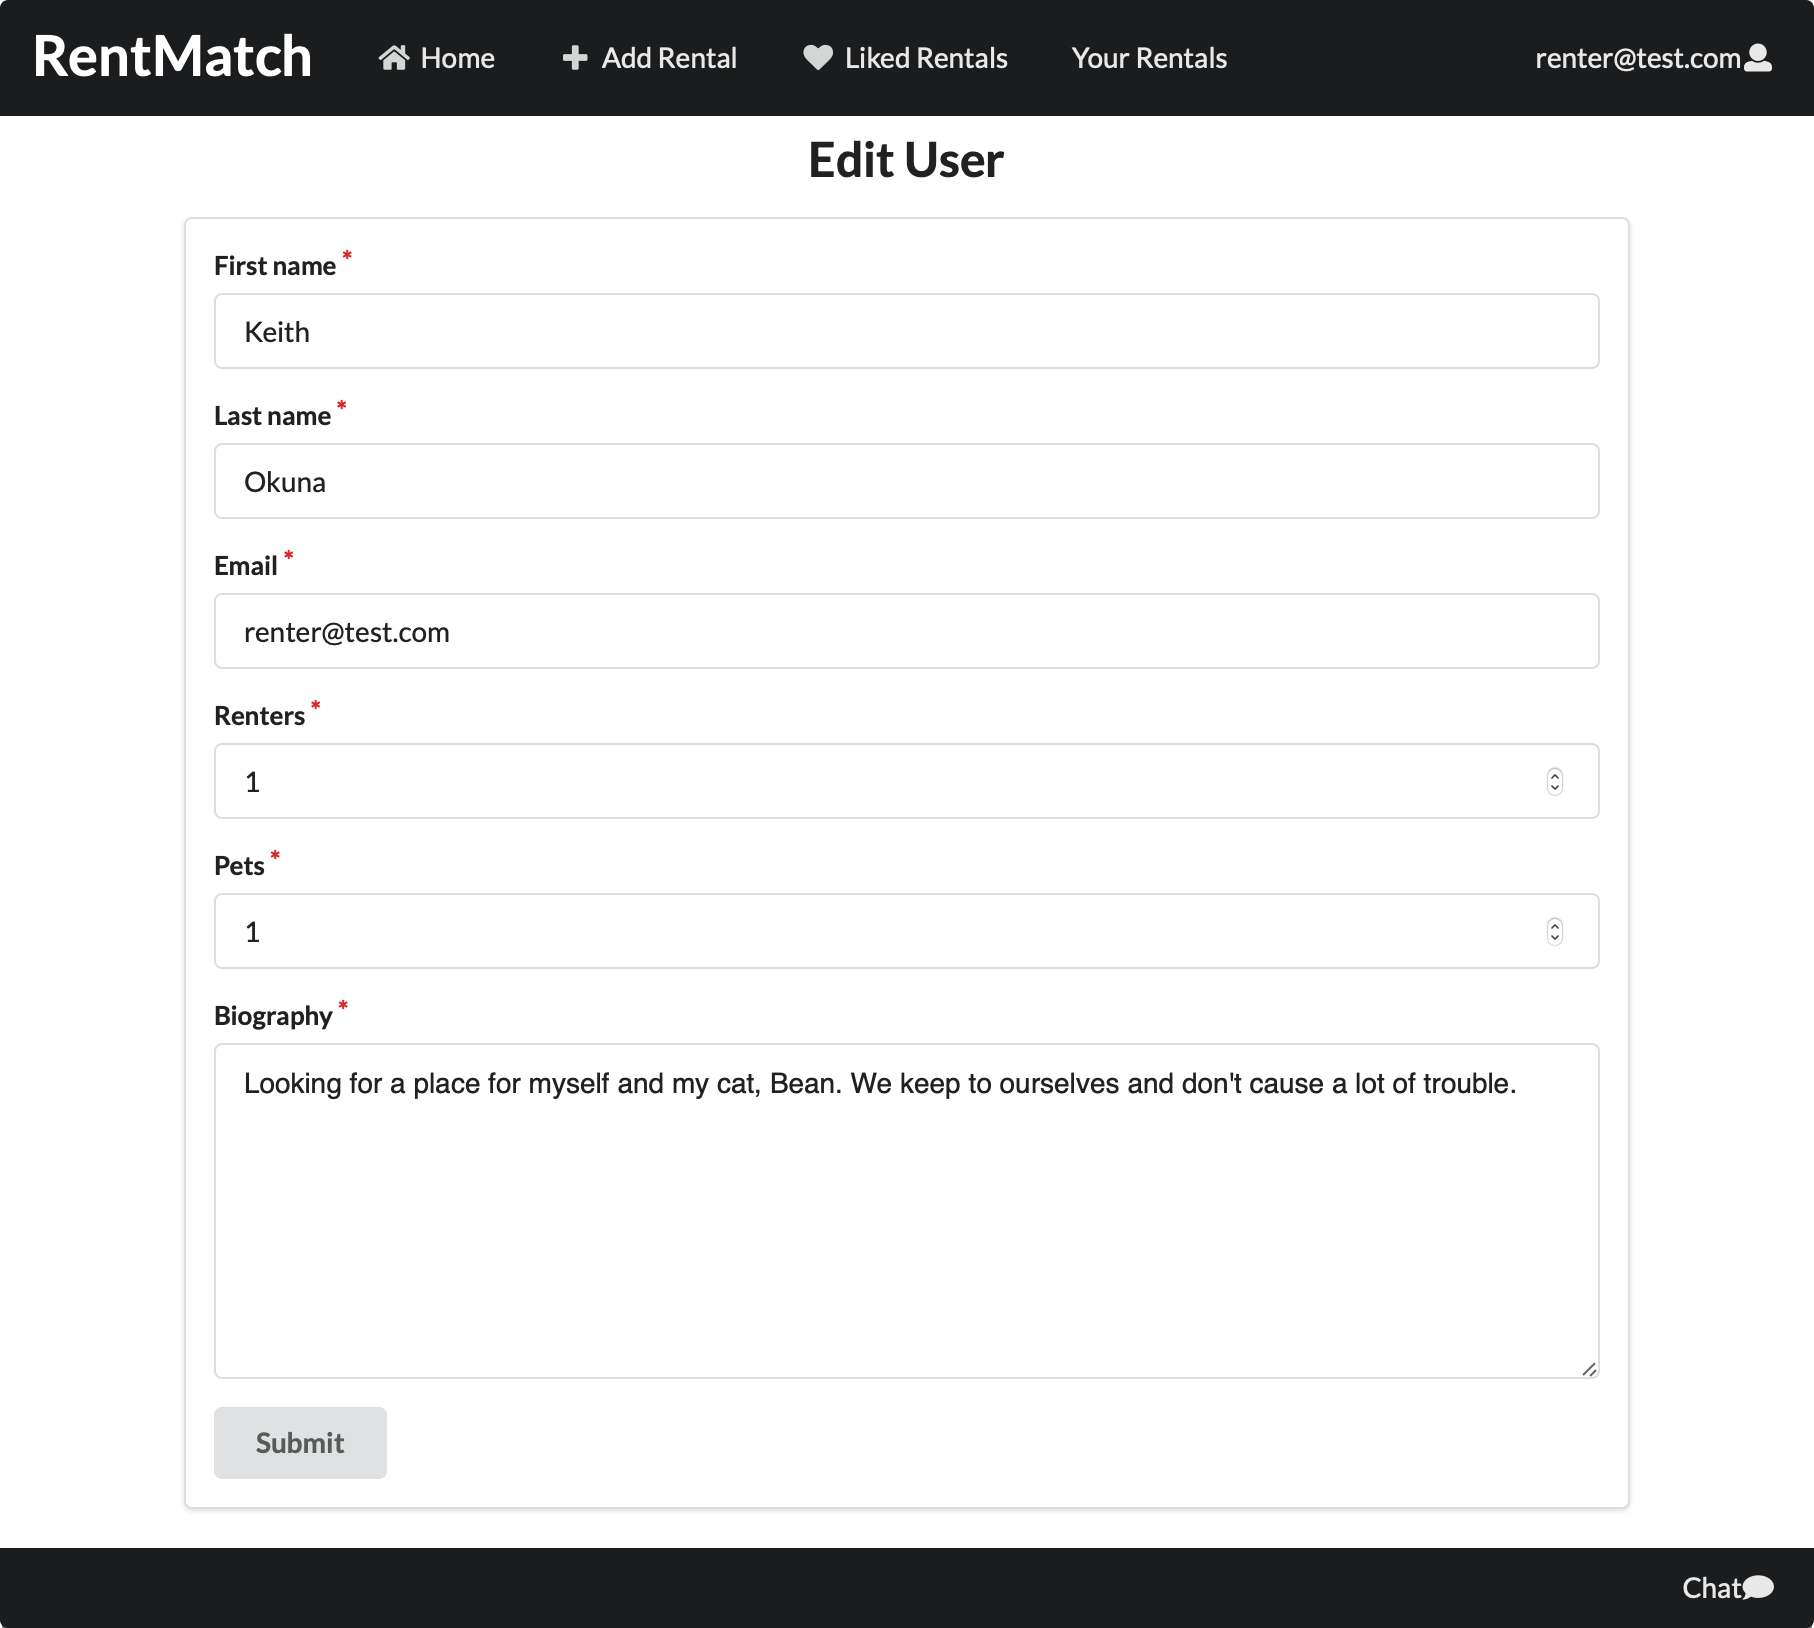 RentMatch Home Add Rental Liked Rentals Your Rentals renter@test.com
Edit User
First name *
Keith
Last name *
Okuna
Email *
renter@test.com
Renters *
1
Pets *
1
Biography *
Looking for a place for myself and my cat, Bean. We keep to ourselves and don't cause a lot of trouble.
Submit
Chat